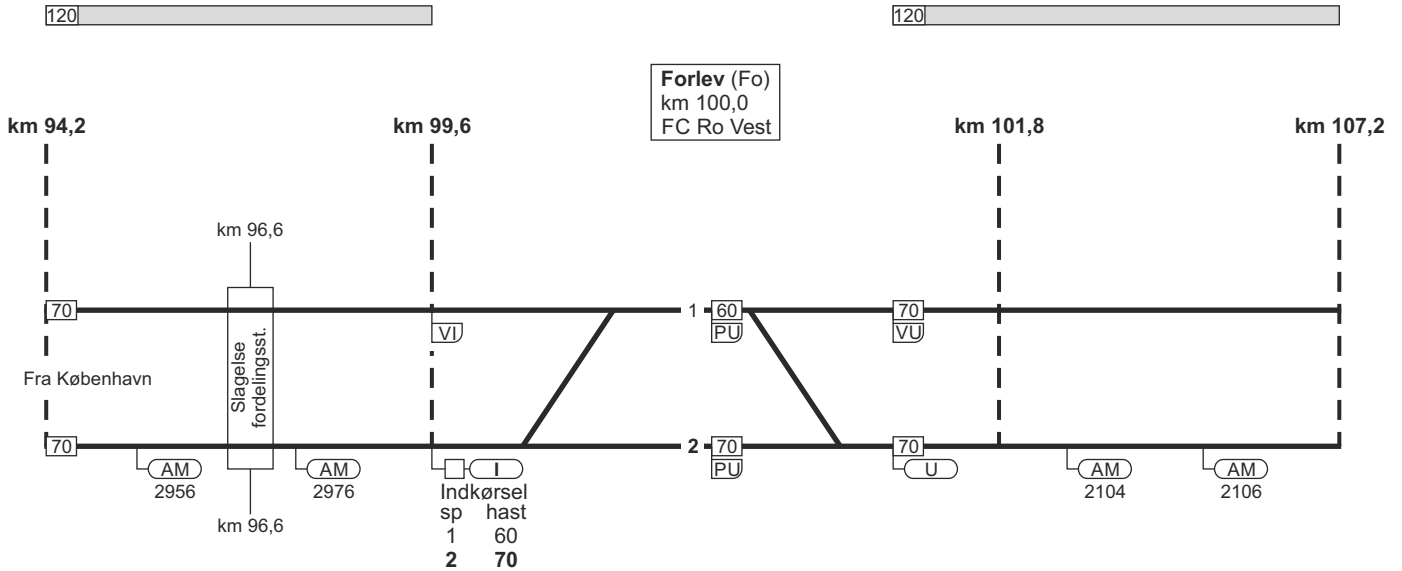 120
120
Forlev (Fo)
km 100,0
FC Ro Vest
km 94,2
km 99,6
km 101,8
km 107,2
km 96,6
70
1
60
70
VI
PU
VU
Fra København
Slagelse
fordelingsst.
70
2
70
70
AM
2956
AM
2976
I
PU
U
AM
2104
AM
2106
km 96,6
Indkørsel
sp hast
1 60
2 70